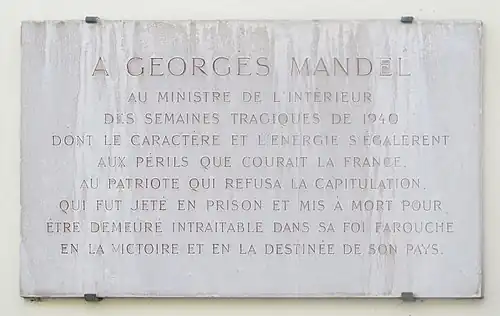 A GEORGES MANDEL
AU MINISTRE DE L'INTÉRIEUR
DES SEMAINES TRAGIQUES DE 1940
DONT LE CARACTÈRE ET L'ÉNERGIE S'ÉGALÈRENT
AUX PÉRILS QUE COURAIT LA FRANCE,
AU PATRIOTE QUI REFUSA LA CAPITULATION,
QUI FUT JETÉ EN PRISON ET MIS À MORT POUR
ÊTRE DEMEURÉ INTRAITABLE DANS SA FOI FAROUCHE
EN LA VICTOIRE ET EN LA DESTINÉE DE SON PAYS.